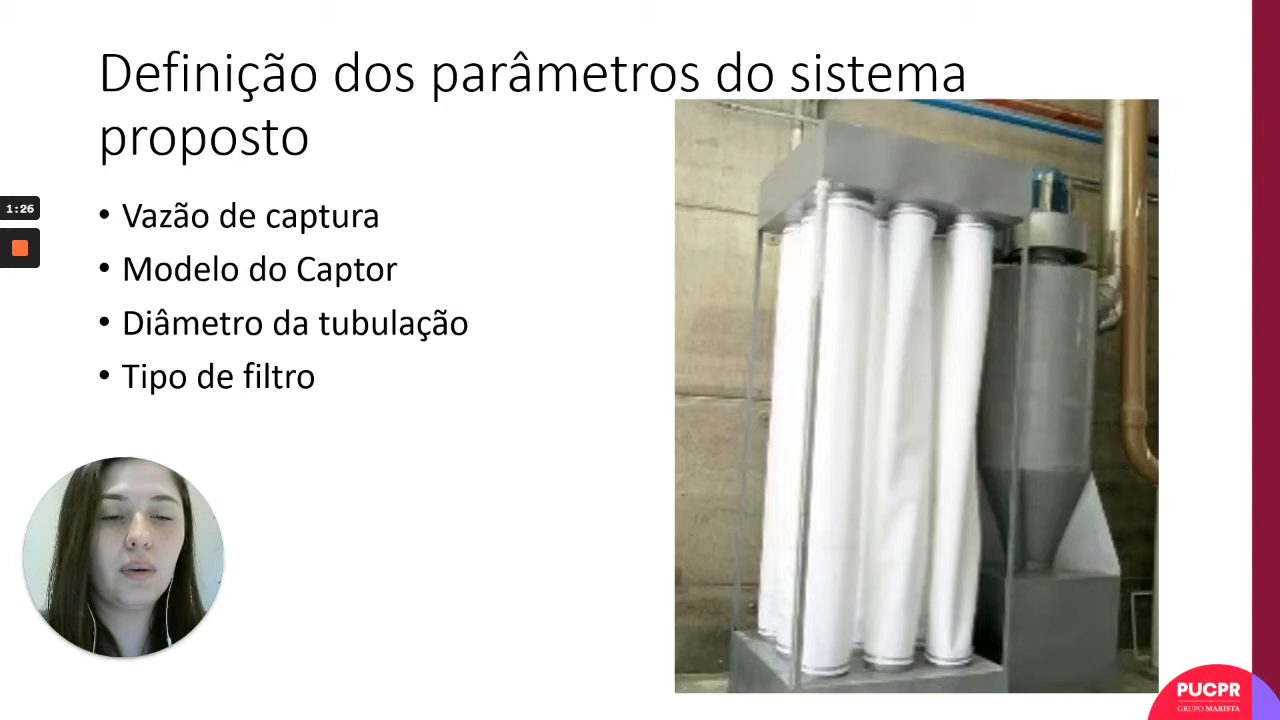 Definição dos parâmetros do sistema
proposto
• Vazão de captura
1:26
• Modelo do Captor
• Diâmetro da tubulação
• Tipo de filtro
PUCPR
GRUPO MARISTA